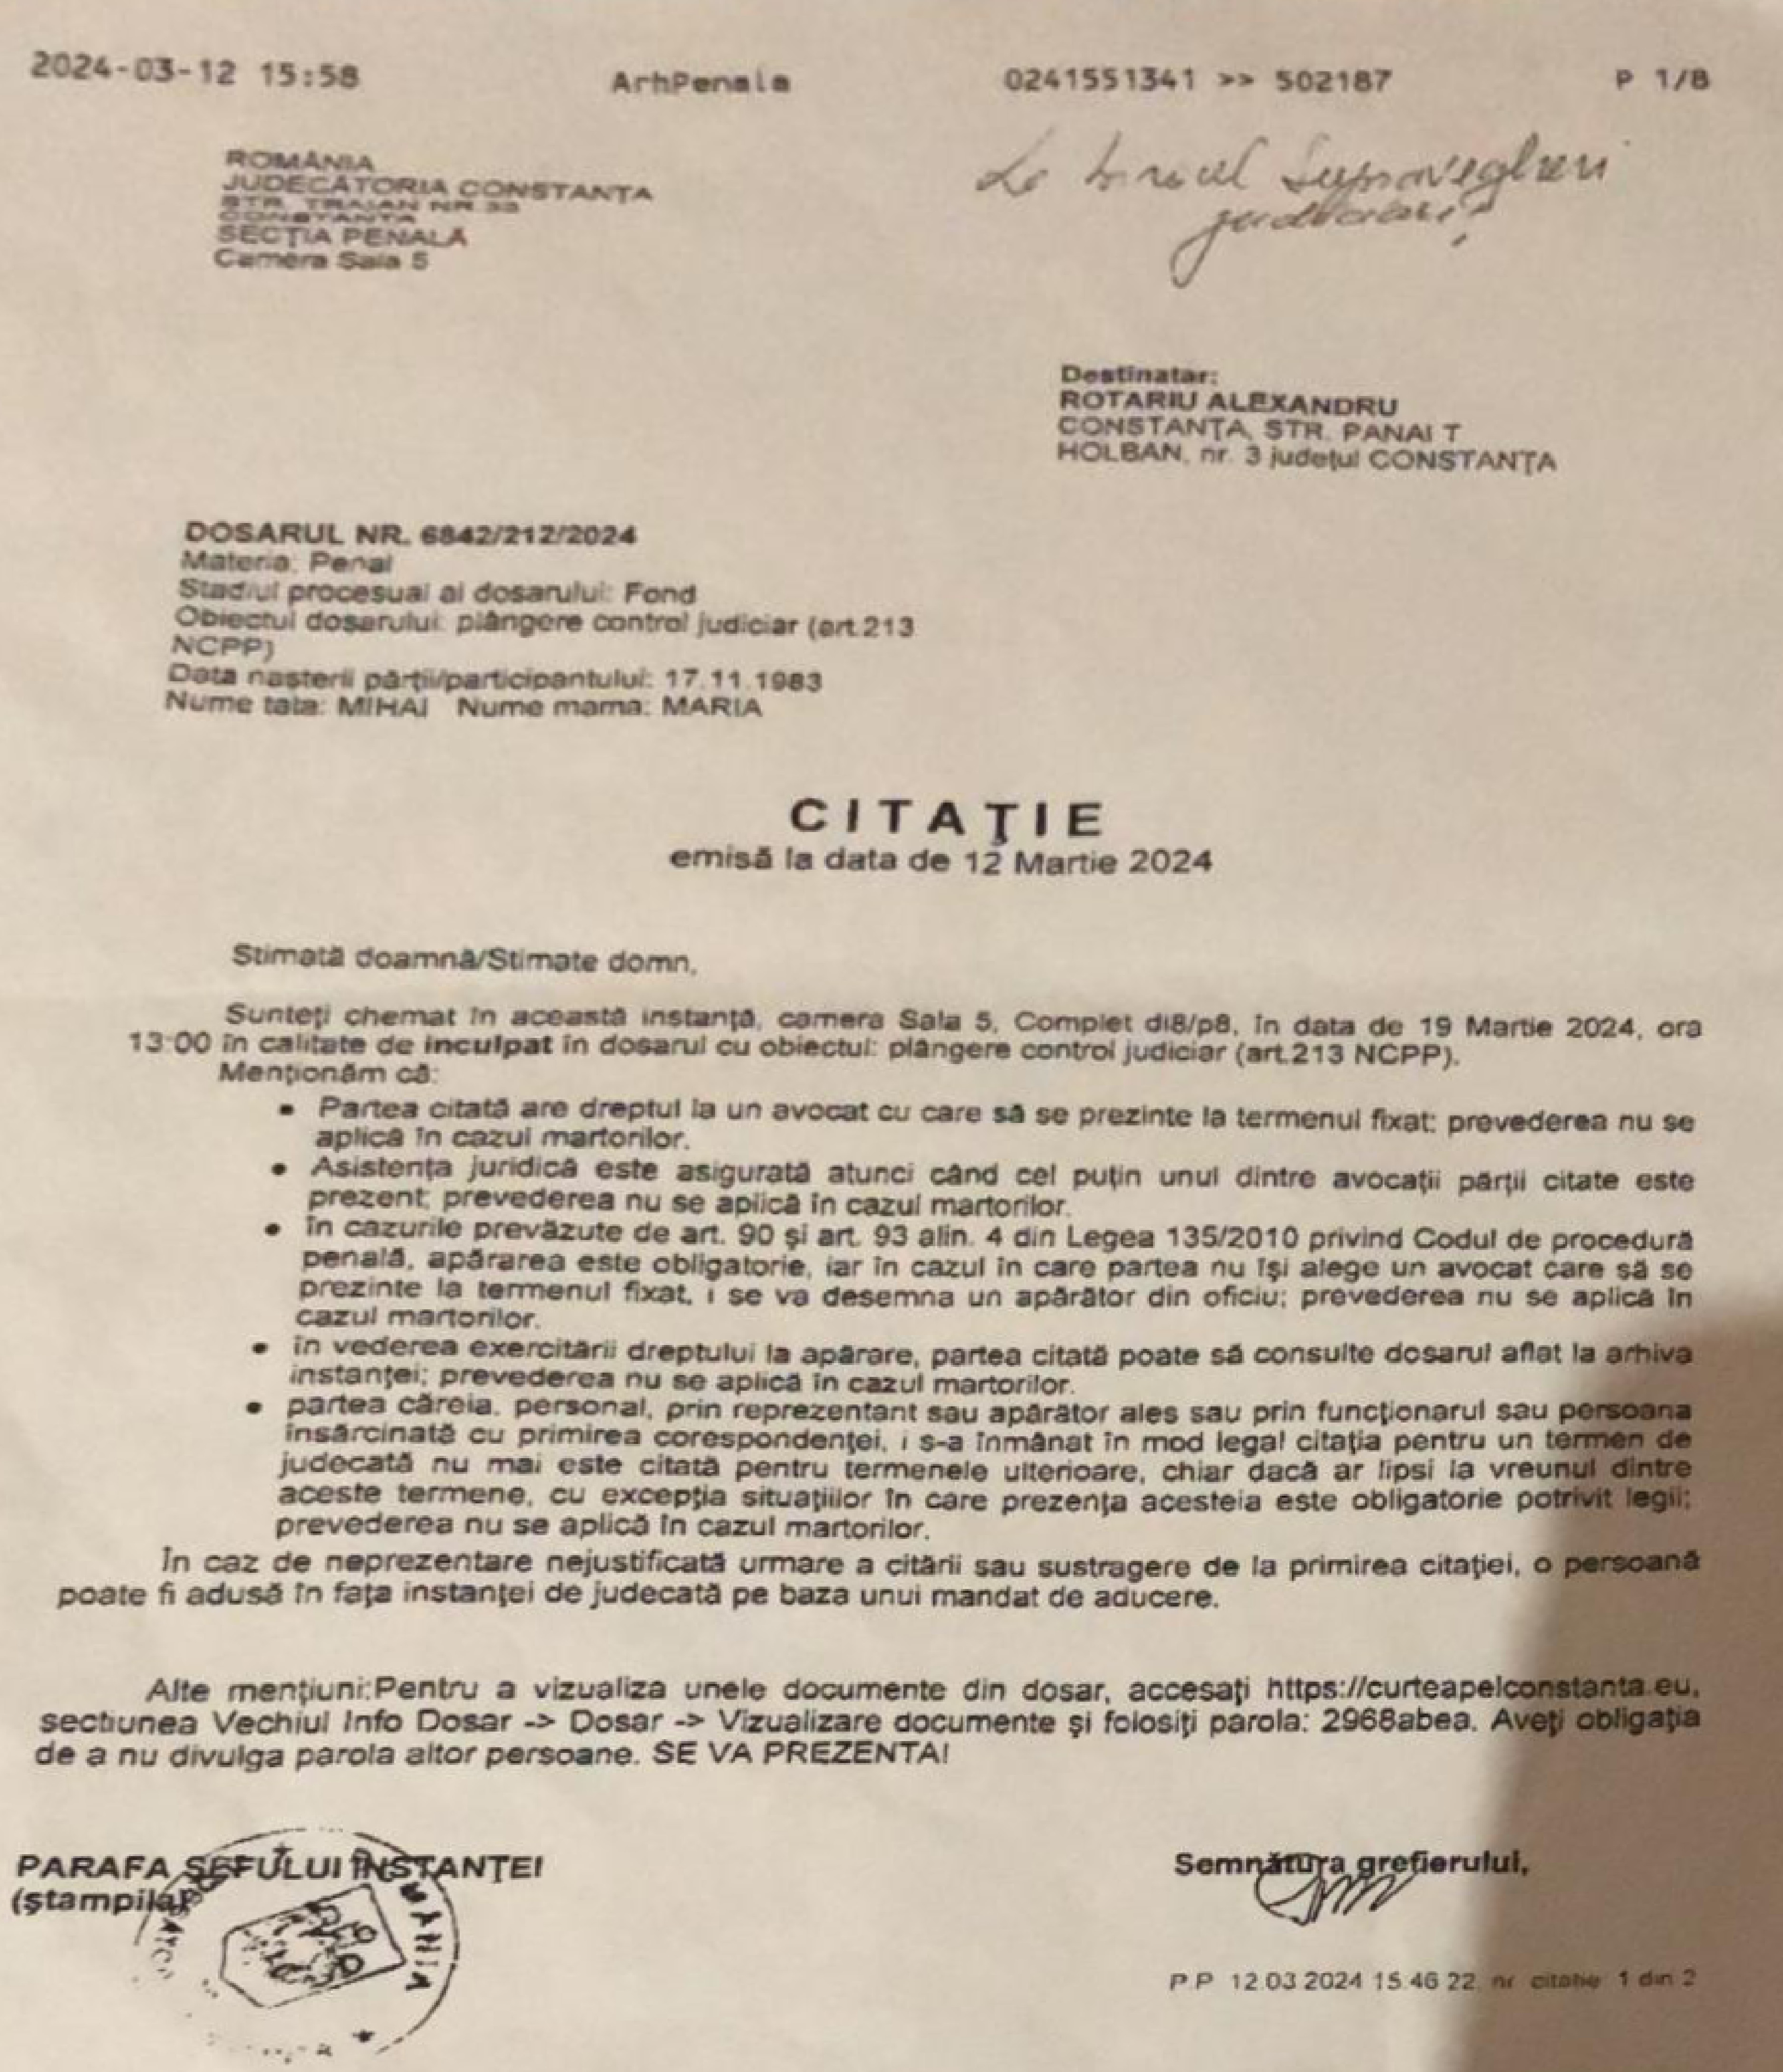 2024-03-12 15:58 ArhPenala 0241551341 >> 502187 P 1/8
ROMÂNIA
JUDECĂTORIA CONSTANŢA
STR. TRAIAN NR 33
CONSTANTA
SECŢIA PENALĂ
Camera Sala 5
Supravegheri
judiciari
Destinatar:
ROTARIU ALEXANDRU
CONSTANŢA, STR. PANAI T
HOLBAN, nr. 3 judeţul CONSTANŢA
DOSARUL NR. 6842/212/2024
Materia: Penal
Stadiul procesual al dosarului: Fond
Obiectul dosarului: plângere control judiciar (art.213
NCPP)
Data naşterii părţii/participantului: 17.11.1983
Nume tata: MIHAI Nume mama: MARIA
CITAŢIE
emisă la data de 12 Martie 2024
Stimată doamnă/Stimate domn,
Sunteţi chemat în această instanţă, camera Sala 5, Complet di8/p8, în data de 19 Martie 2024, ora
13:00 în calitate de inculpat în dosarul cu obiectul: plângere control judiciar (art.213 NCPP).
Menţionăm că:
• Partea citată are dreptul la un avocat cu care să se prezinte la termenul fixat; prevederea nu se
aplică în cazul martorilor.
• Asistenţa juridică este asigurată atunci când cel puţin unul dintre avocaţii părţii citate este
prezent; prevederea nu se aplică în cazul martorilor.
• în cazurile prevăzute de art. 90 şi art. 93 alin. 4 din Legea 135/2010 privind Codul de procedură
penală, apărarea este obligatorie, iar în cazul în care partea nu îşi alege un avocat care să se
prezinte la termenul fixat, i se va desemna un apărător din oficiu; prevederea nu se aplică în
cazul martorilor.
• în vederea exercitării dreptului la apărare, partea citată poate să consulte dosarul aflat la arhiva
instanţei; prevederea nu se aplică în cazul martorilor.
• partea căreia, personal, prin reprezentant sau apărător ales sau prin funcţionarul sau persoana
însărcinată cu primirea corespondenţei, i s-a înmânat în mod legal citaţia pentru un termen de
judecată nu mai este citată pentru termenele ulterioare, chiar dacă ar lipsi la vreunul dintre
aceste termene, cu excepţia situaţiilor în care prezenţa acesteia este obligatorie potrivit legii;
prevederea nu se aplică în cazul martorilor.
În caz de neprezentare nejustificată urmare a citării sau sustragere de la primirea citaţiei, o persoană
poate fi adusă în faţa instanţei de judecată pe baza unui mandat de aducere.
Alte menţiuni:Pentru a vizualiza unele documente din dosar, accesaţi https://curteapelconstanta.eu,
sectiunea Vechiul Info Dosar -> Dosar -> Vizualizare documente şi folosiţi parola: 2968abea. Aveţi obligaţia
de a nu divulga parola altor persoane. SE VA PREZENTA!
PARAFA ŞEFULUI INSTANŢEI
(ştampila)
Semnătura grefierului,
P P 12.03.2024 15:46:22, nr. citatie: 1 din 2